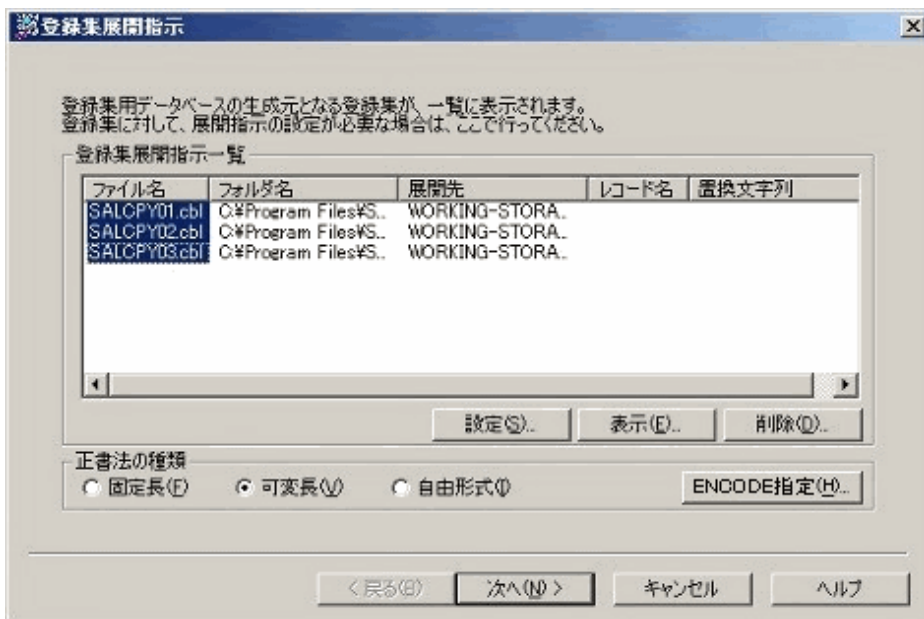 登録集展開指示
登録集用データベースの生成元となる登録集が、一覧に表示されます。
登録集に対して、展開指示の設定が必要な場合は、ここで行ってください。
登録集展開指示一覧
ファイル名 フォルダ名 展開先 レコード名 置換文字列
SALCPY01.cbl C:¥Program Files¥S... WORKING-STORA...
SALCPY02.cbl C:¥Program Files¥S... WORKING-STORA...
SALCPY03.cbl C:¥Program Files¥S... WORKING-STORA...
設定(S)... 表示(E)... 削除(D)...
正書法の種類
固定長(F) 可変長(V) 自由形式(I) ENCODE指定(H)...
< 戻る(B) 次へ(N) > キャンセル ヘルプ